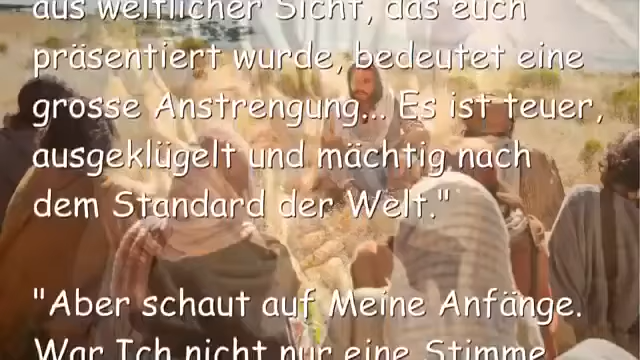 aus weltlicher Sicht, das euch
präsentiert wurde, bedeutet eine
grosse Anstrengung... Es ist teuer,
ausgeklügelt und mächtig nach
dem Standard der Welt."
"Aber schaut auf Meine Anfänge.
War Ich nicht nur eine Stimme